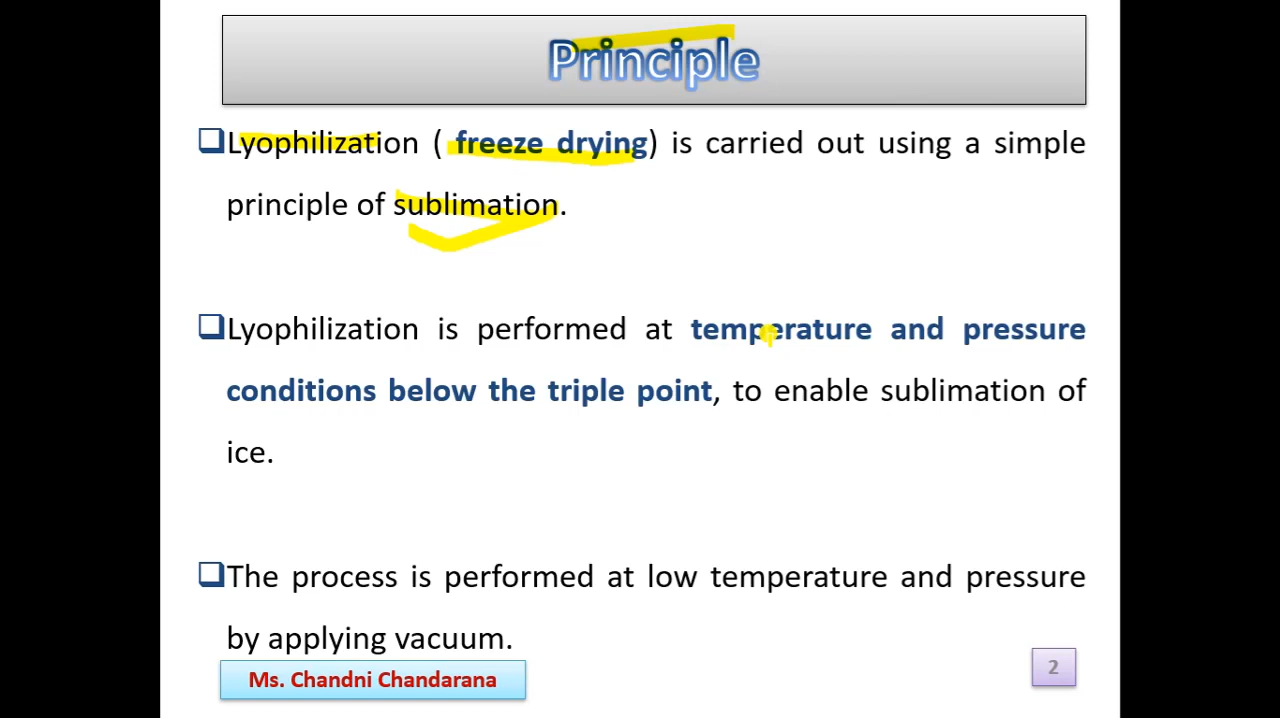 Principle
Lyophilization ( freeze drying) is carried out using a simple
principle of sublimation.
Lyophilization is performed at temperature and pressure
conditions below the triple point, to enable sublimation of
ice.
The process is performed at low temperature and pressure
by applying vacuum.
Ms. Chandni Chandarana
2